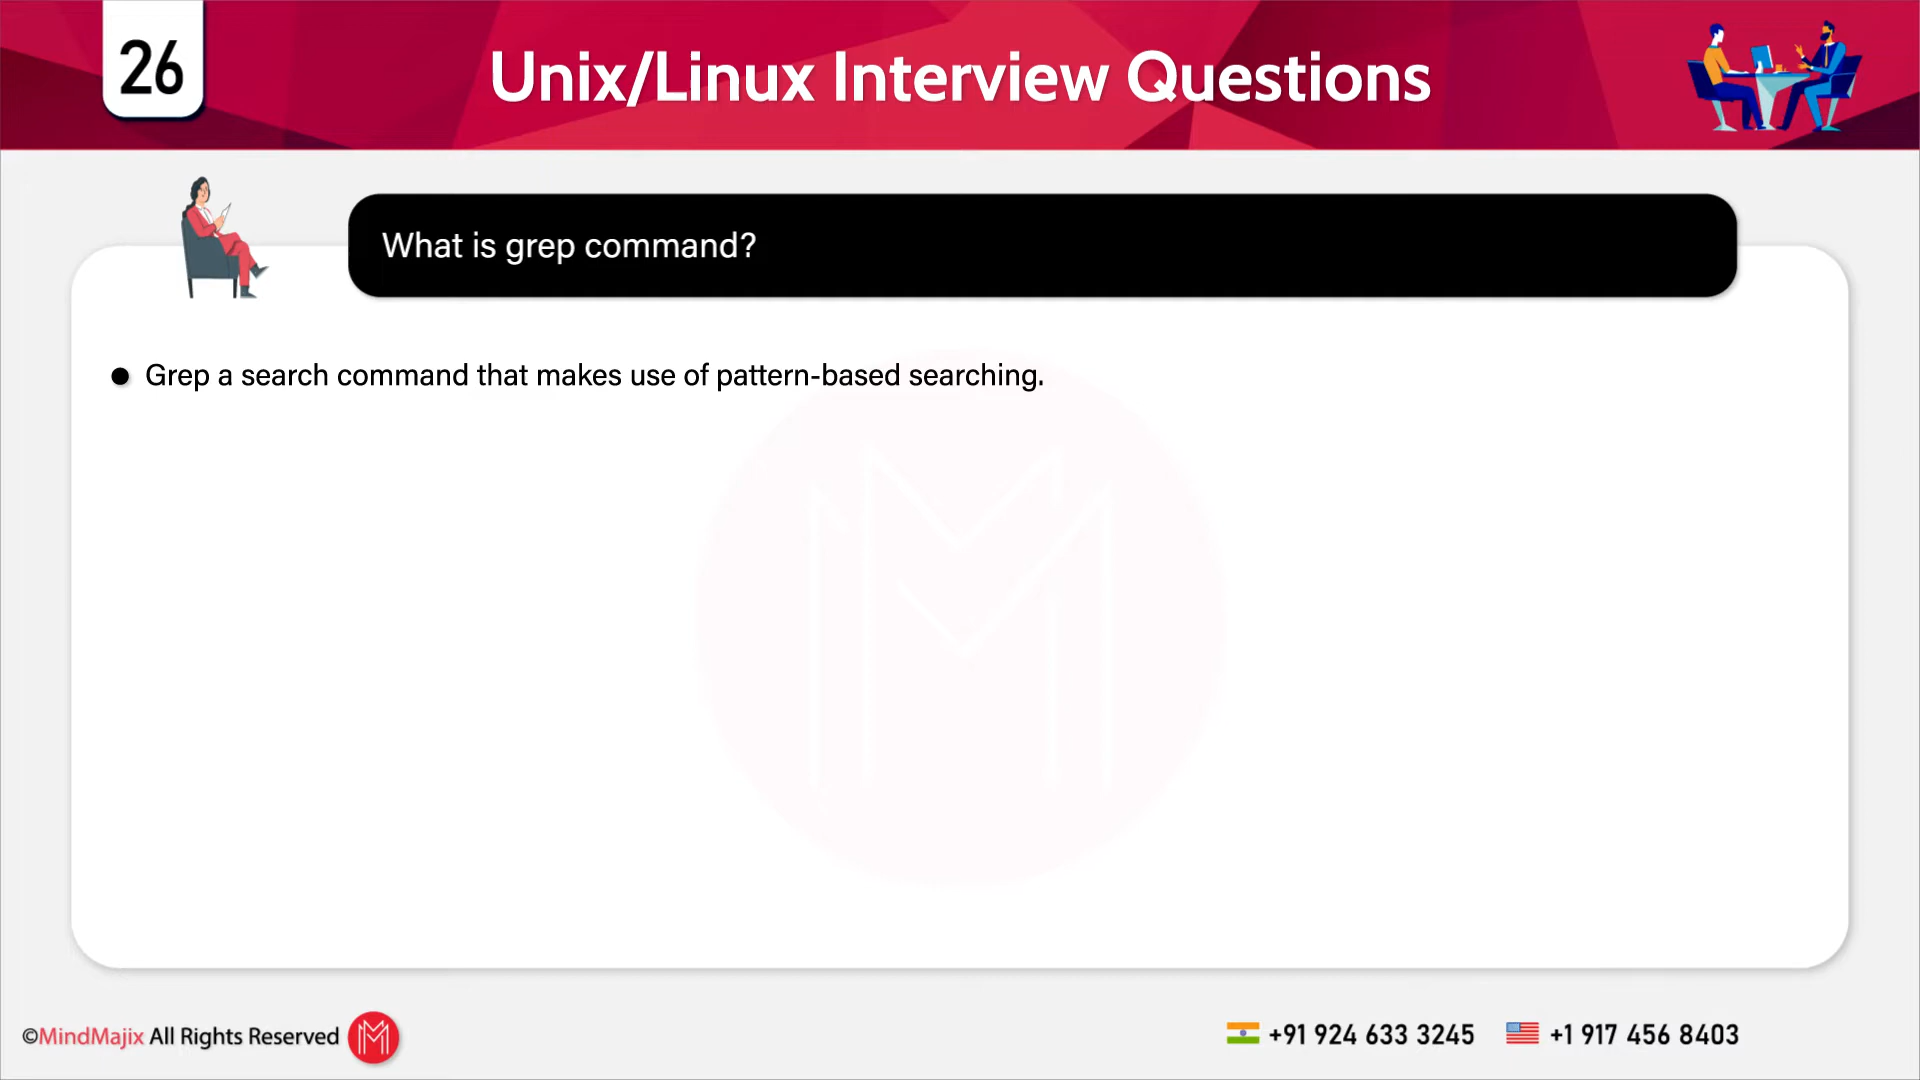 26
Unix/Linux Interview Questions
What is grep command?
● Grep a search command that makes use of pattern-based searching.
©MindMajix All Rights Reserved
+91 924 633 3245
+1 917 456 8403